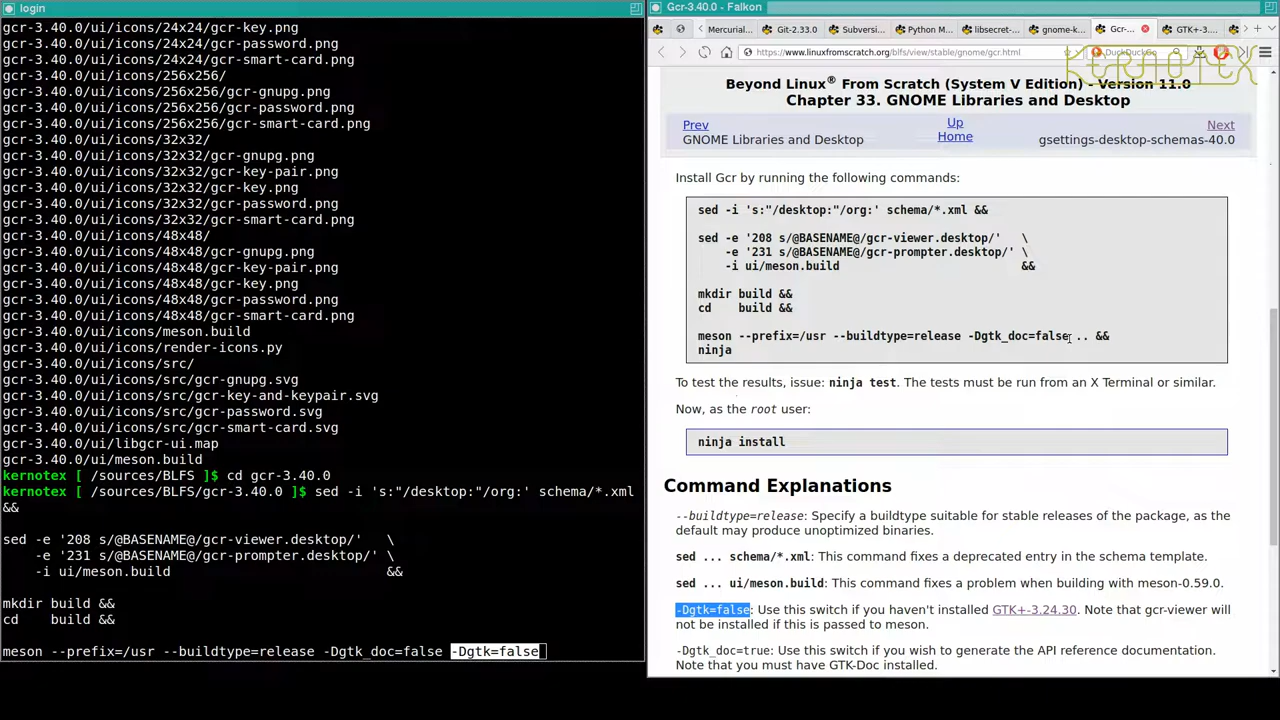 login
gcr-3.40.0/ui/icons/24x24/gcr-key.png
gcr-3.40.0/ui/icons/24x24/gcr-password.png
gcr-3.40.0/ui/icons/24x24/gcr-smart-card.png
gcr-3.40.0/ui/icons/256x256/
gcr-3.40.0/ui/icons/256x256/gcr-gnupg.png
gcr-3.40.0/ui/icons/256x256/gcr-password.png
gcr-3.40.0/ui/icons/256x256/gcr-smart-card.png
gcr-3.40.0/ui/icons/32x32/
gcr-3.40.0/ui/icons/32x32/gcr-gnupg.png
gcr-3.40.0/ui/icons/32x32/gcr-key-pair.png
gcr-3.40.0/ui/icons/32x32/gcr-key.png
gcr-3.40.0/ui/icons/32x32/gcr-password.png
gcr-3.40.0/ui/icons/32x32/gcr-smart-card.png
gcr-3.40.0/ui/icons/48x48/
gcr-3.40.0/ui/icons/48x48/gcr-gnupg.png
gcr-3.40.0/ui/icons/48x48/gcr-key-pair.png
gcr-3.40.0/ui/icons/48x48/gcr-key.png
gcr-3.40.0/ui/icons/48x48/gcr-password.png
gcr-3.40.0/ui/icons/48x48/gcr-smart-card.png
gcr-3.40.0/ui/icons/meson.build
gcr-3.40.0/ui/icons/render-icons.py
gcr-3.40.0/ui/icons/src/
gcr-3.40.0/ui/icons/src/gcr-gnupg.svg
gcr-3.40.0/ui/icons/src/gcr-key-and-keypair.svg
gcr-3.40.0/ui/icons/src/gcr-password.svg
gcr-3.40.0/ui/icons/src/gcr-smart-card.svg
gcr-3.40.0/ui/libgcr-ui.map
gcr-3.40.0/ui/meson.build
kernotex [ /sources/BLFS ]$ cd gcr-3.40.0
kernotex [ /sources/BLFS/gcr-3.40.0 ]$ sed -i 's:"/desktop:"/org:' schema/*.xml
&&
sed -e '208 s/@BASENAME@/gcr-viewer.desktop/' \
-e '231 s/@BASENAME@/gcr-prompter.desktop/' \
-i ui/meson.build &&
mkdir build &&
cd build &&
meson --prefix=/usr --buildtype=release -Dgtk_doc=false -Dgtk=false
Gcr-3.40.0 - Falkon
Mercurial... Git-2.33.0 Subversi... Python M... libsecret-... gnome-k... Gcr-... GTK+-3....
https://www.linuxfromscratch.org/blfs/view/stable/gnome/gcr.html DuckDuckGo
KERNOTEX
Beyond Linux® From Scratch (System V Edition) - Version 11.0
Chapter 33. GNOME Libraries and Desktop
Prev Up Next
GNOME Libraries and Desktop Home gsettings-desktop-schemas-40.0
Install Gcr by running the following commands:
sed -i 's:"/desktop:"/org:' schema/*.xml &&
sed -e '208 s/@BASENAME@/gcr-viewer.desktop/' \
-e '231 s/@BASENAME@/gcr-prompter.desktop/' \
-i ui/meson.build &&
mkdir build &&
cd build &&
meson --prefix=/usr --buildtype=release -Dgtk_doc=false .. &&
ninja
To test the results, issue: ninja test. The tests must be run from an X Terminal or similar.
Now, as the root user:
ninja install
Command Explanations
--buildtype=release: Specify a buildtype suitable for stable releases of the package, as the
default may produce unoptimized binaries.
sed ... schema/*.xml: This command fixes a deprecated entry in the schema template.
sed ... ui/meson.build: This command fixes a problem when building with meson-0.59.0.
-Dgtk=false: Use this switch if you haven't installed GTK+-3.24.30. Note that gcr-viewer will
not be installed if this is passed to meson.
-Dgtk_doc=true: Use this switch if you wish to generate the API reference documentation.
Note that you must have GTK-Doc installed.